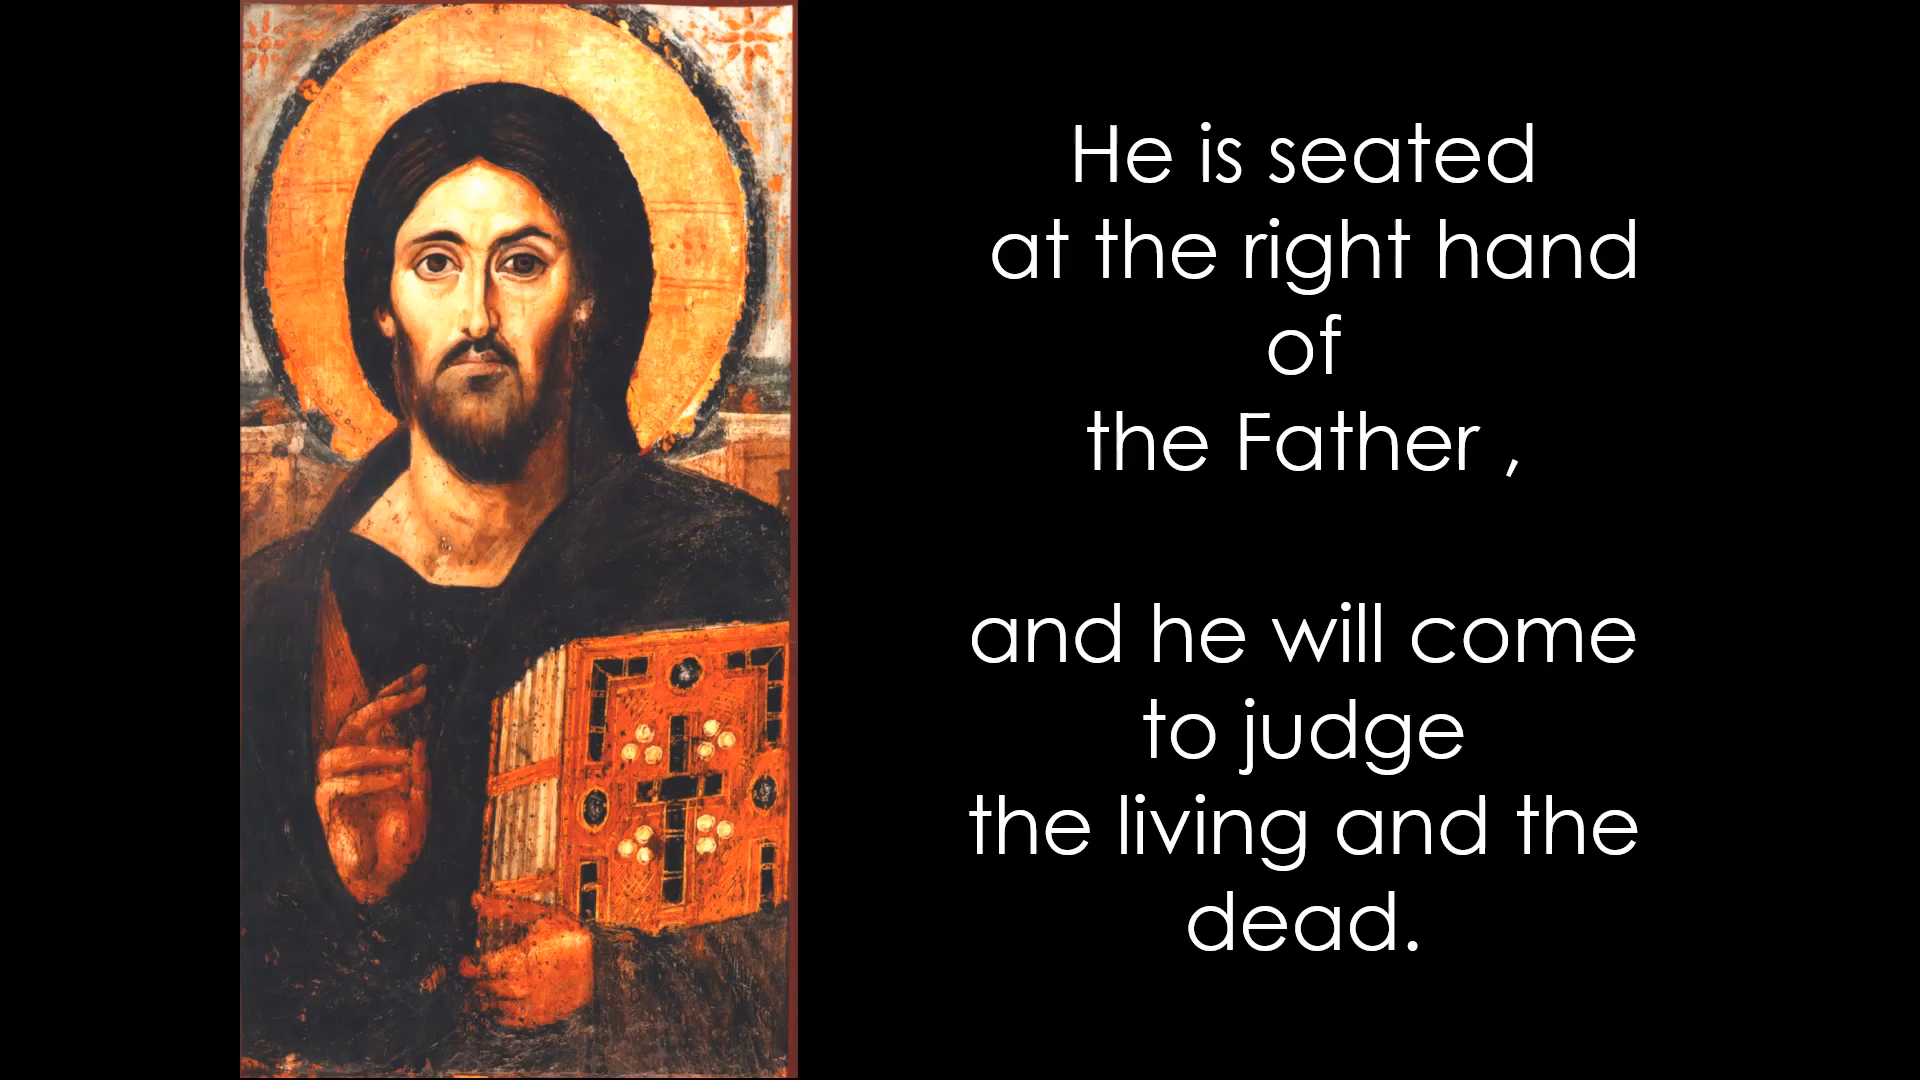 He is seated
at the right hand
of
the Father ,
and he will come
to judge
the living and the
dead.